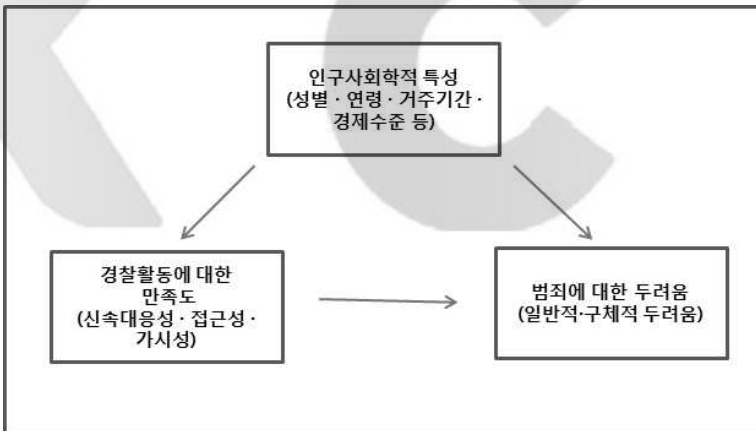 인구사회학적 특성
(성별 · 연령 · 거주기간 ·
경제수준 등)
경찰활동에 대한
만족도
(신속대응성 · 접근성 ·
가시성)
범죄에 대한 두려움
(일반적·구체적 두려움)